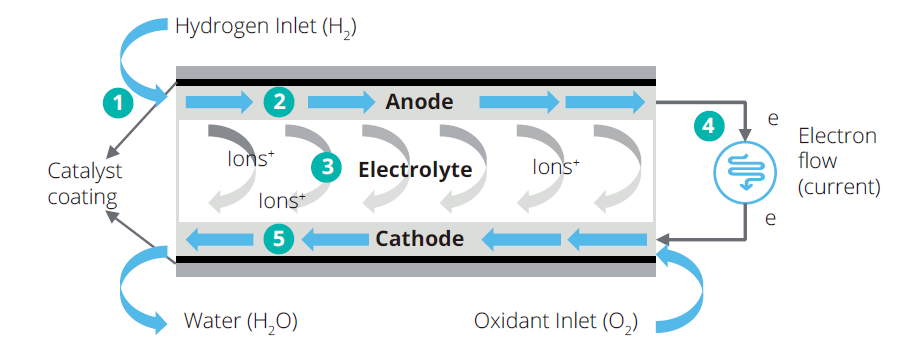 Hydrogen Inlet (H₂)
1
2
Anode
4
e
Electron
flow
(current)
Ions⁺
3
Electrolyte
Ions⁺
Catalyst
coating
Ions⁺
e
5
Cathode
Water (H₂O)
Oxidant Inlet (O₂)